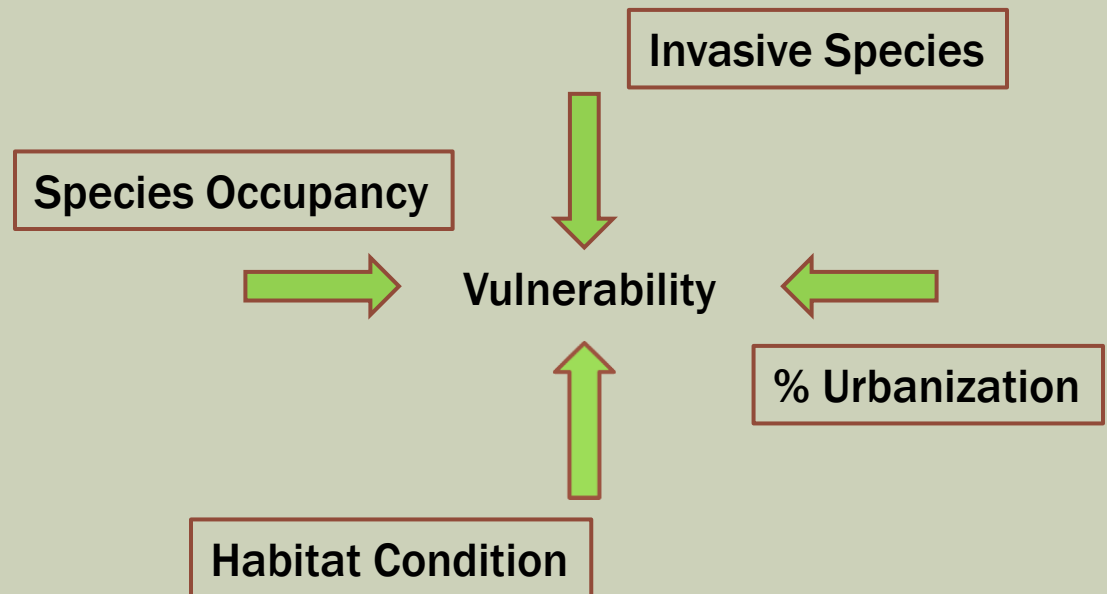 Invasive Species
Species Occupancy
Vulnerability
% Urbanization
Habitat Condition